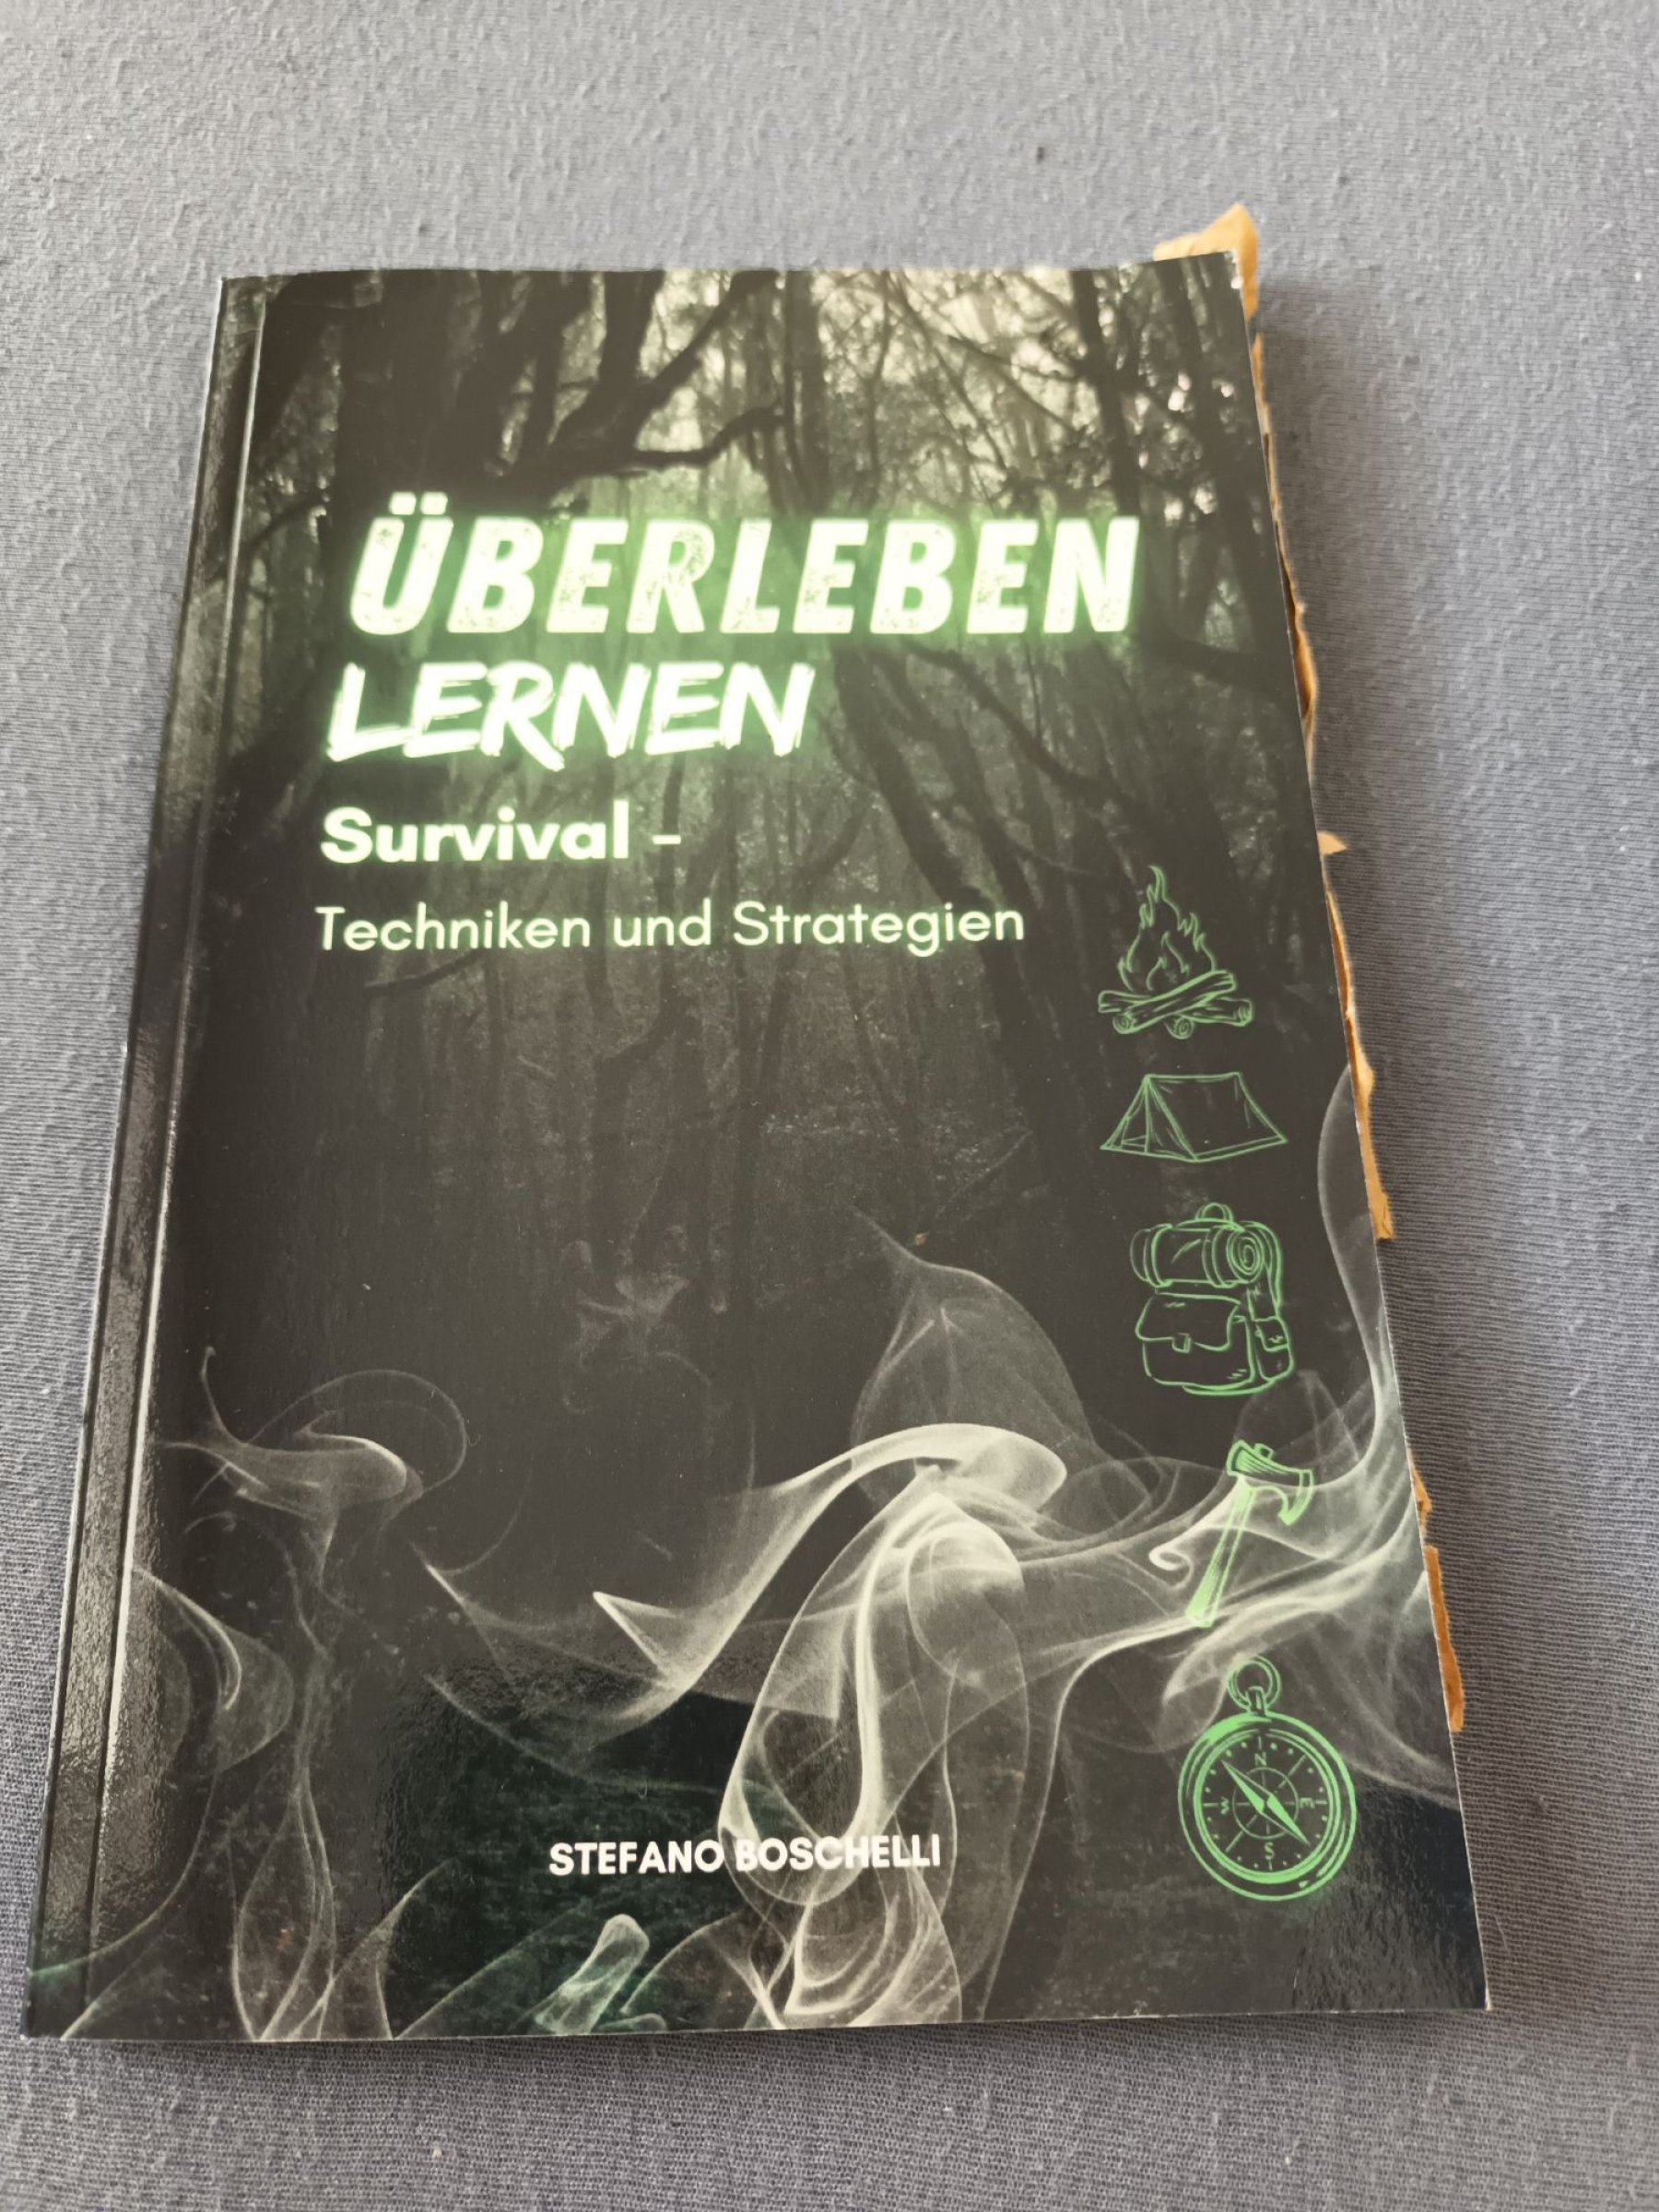 ÜBERLEBEN
LERNEN
Survival -
Techniken und Strategien
N
W E
S
STEFANO BOSCHELLI